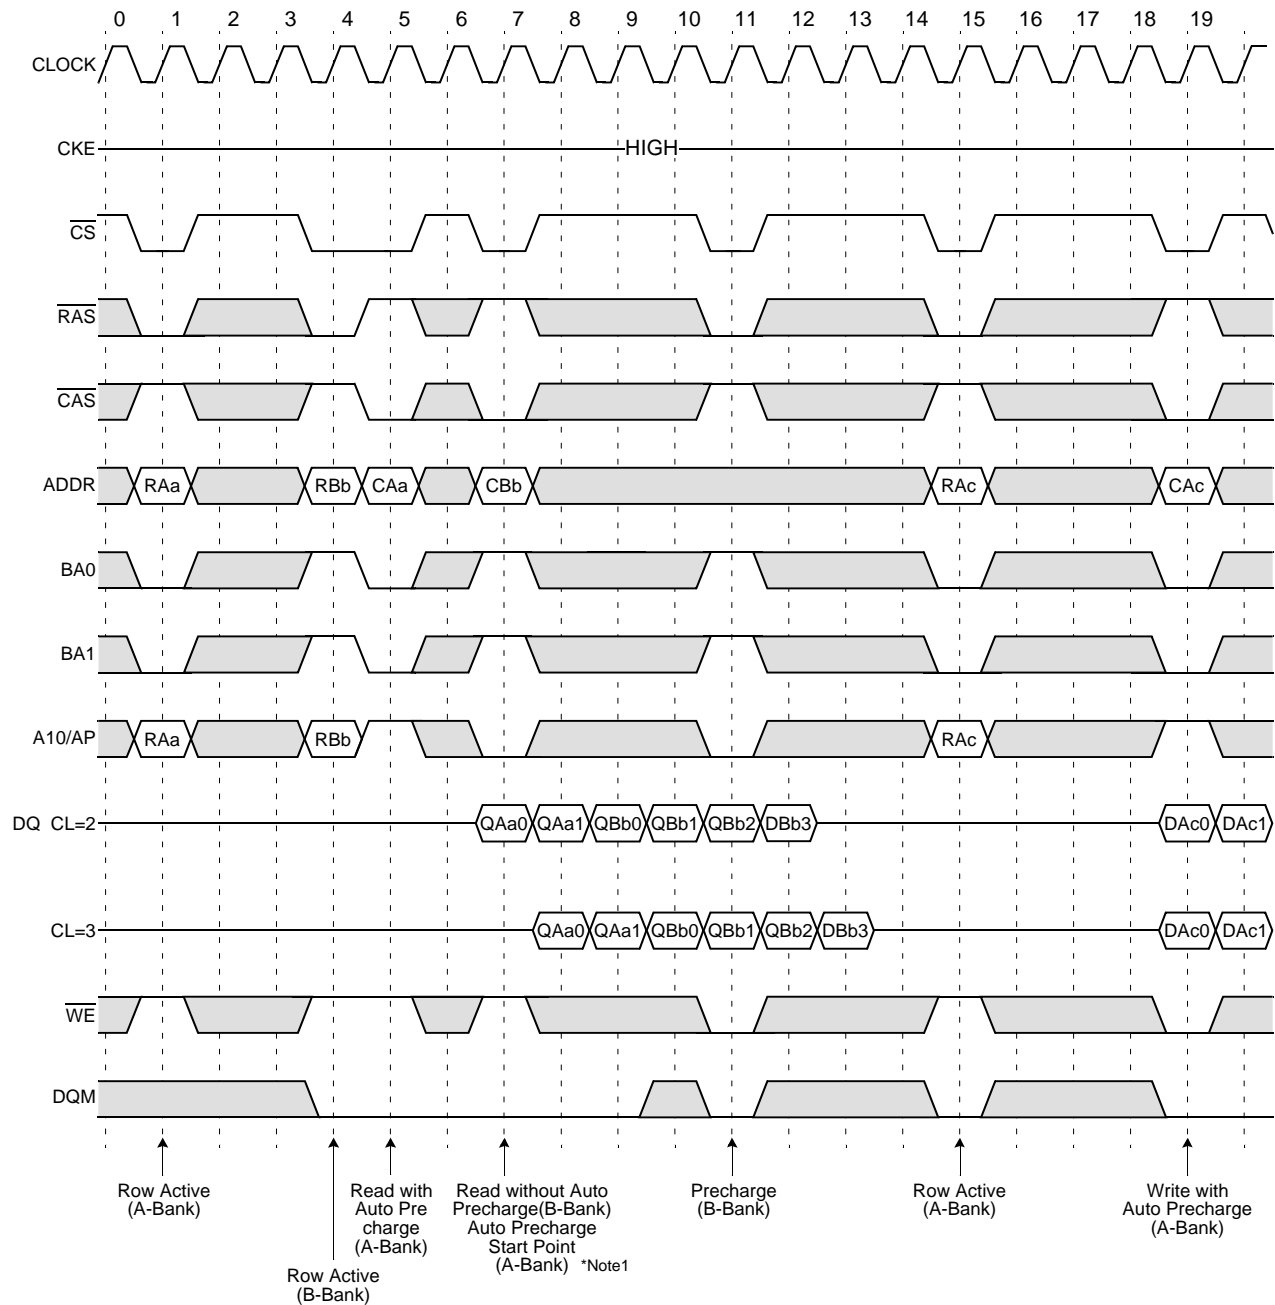 0 1 2 3 4 5 6 7 8 9 10 11 12 13 14 15 16 17 18 19
CLOCK
CKE HIGH
CS
RAS
CAS
ADDR RAa RBb CAa CBb RAc CAc
BA0
BA1
A10/AP RAa RBb RAc
DQ CL=2 QAa0 QAa1 QBb0 QBb1 QBb2 DBb3 DAc0 DAc1
CL=3 QAa0 QAa1 QBb0 QBb1 QBb2 DBb3 DAc0 DAc1
WE
DQM
Row Active
(A-Bank)
Row Active
(B-Bank)
Read with
Auto Pre
charge
(A-Bank)
Read without Auto
Precharge(B-Bank)
Auto Precharge
Start Point
(A-Bank) *Note1
Precharge
(B-Bank)
Row Active
(A-Bank)
Write with
Auto Precharge
(A-Bank)